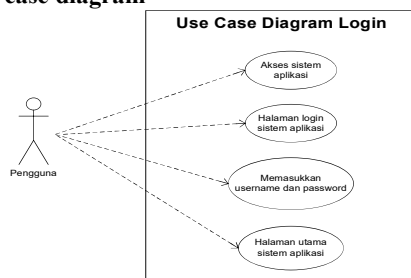 case diagram
Use Case Diagram Login
Akses sistem
aplikasi
Halaman login
sistem aplikasi
Pengguna
Memasukkan
username dan password
Halaman utama
sistem aplikasi